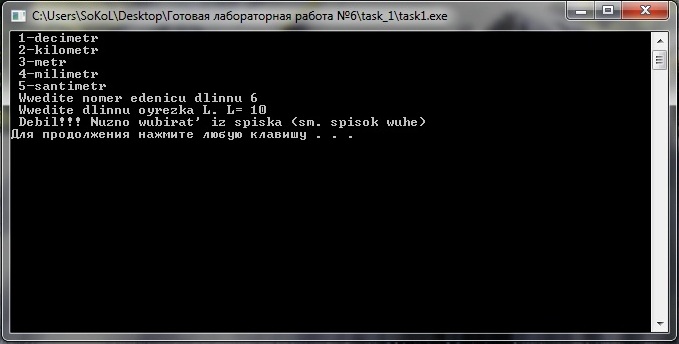 C:\Users\SoKoL\Desktop\Готовая лабораторная работа №6\task_1\task1.exe
1-decimetr
2-kilometr
3-metr
4-milimetr
5-santimetr
Wwedite nomer edenicu dlinnu 6
Wwedite dlinnu oyrezka L. L= 10
Debil!!! Nuzno wubirat' iz spiska (sm. spisok wuhe)
Для продолжения нажмите любую клавишу . . .